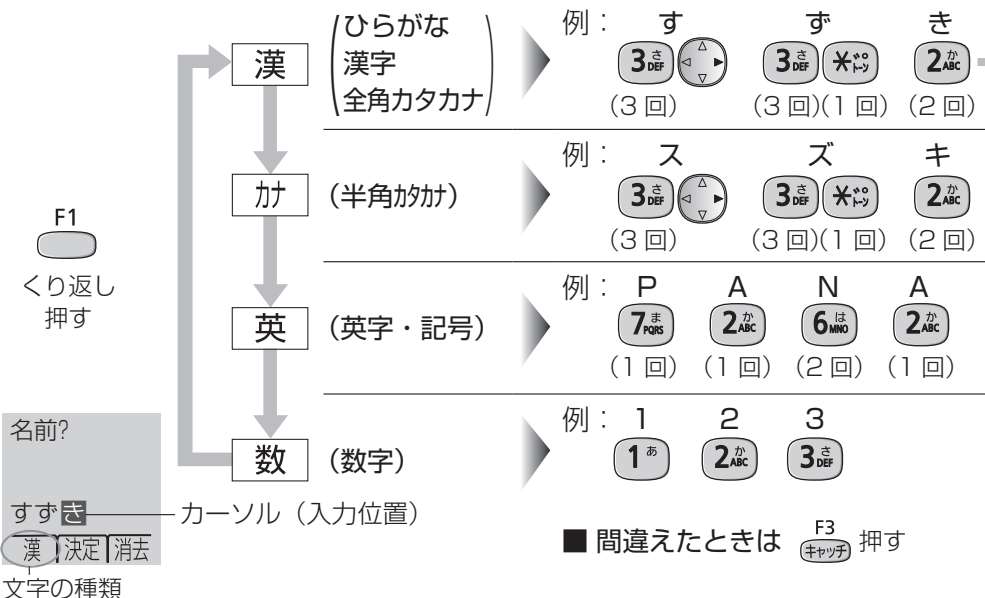 漢
(ひらがな
漢字
全角カタカナ)
例： す ず き
3さDEF 3さDEF ＊゛゜トーン 2かABC
(3 回) (3 回)(1 回) (2 回)
カナ
(半角カタカナ)
例： ス ズ キ
3さDEF 3さDEF ＊゛゜トーン 2かABC
(3 回) (3 回)(1 回) (2 回)
F1
くり返し
押す
英
(英字・記号)
例： P A N A
7まPQRS 2かABC 6はMNO 2かABC
(1 回) (1 回) (2 回) (1 回)
数
(数字)
例： 1 2 3
1あ 2かABC 3さDEF
名前?
すずき
カーソル（入力位置）
漢 決定 消去
文字の種類
■ 間違えたときは F3 キャッチ 押す